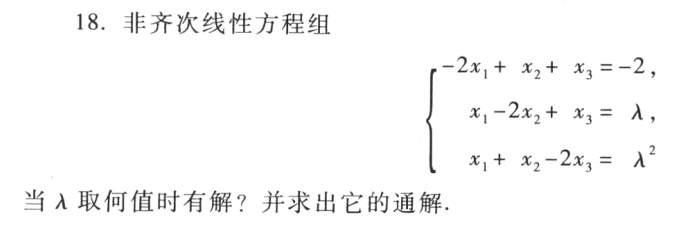 18. 非齐次线性方程组
-2x₁ + x₂ + x₃ = -2,
x₁ - 2x₂ + x₃ = λ,
x₁ + x₂ - 2x₃ = λ²
当 λ 取何值时有解? 并求出它的通解.